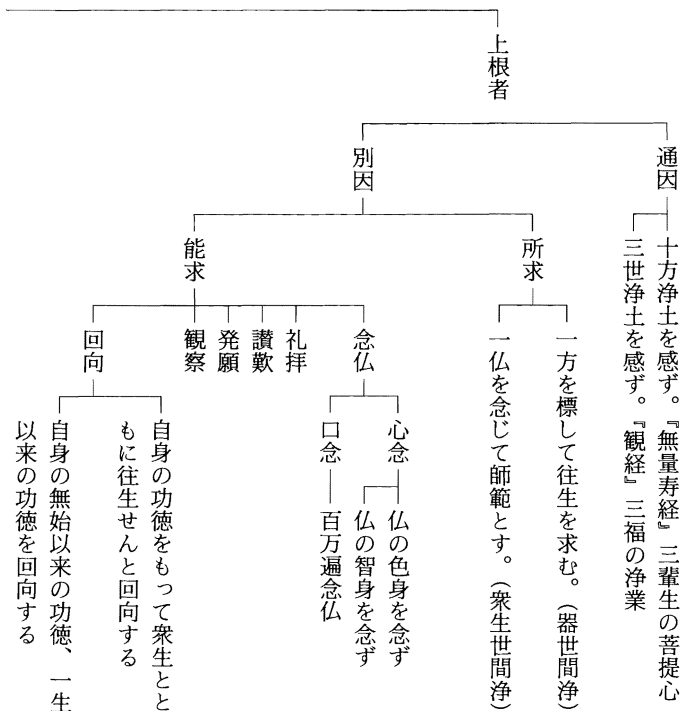 上根者
通因
十方浄土を感ず。『無量寿経』三輩生の菩提心
三世浄土を感ず。『観経』三福の浄業
別因
所求
一方を標して往生を求む。（器世間浄）
一仏を念じて師範とす。（衆生世間浄）
能求
念仏
心念
仏の色身を念ず
仏の智身を念ず
口念
百万遍念仏
礼拝
讃歎
発願
観察
回向
自身の功徳をもって衆生とと
もに往生せんと回向する
自身の無始以来の功徳、一生
以来の功徳を回向する